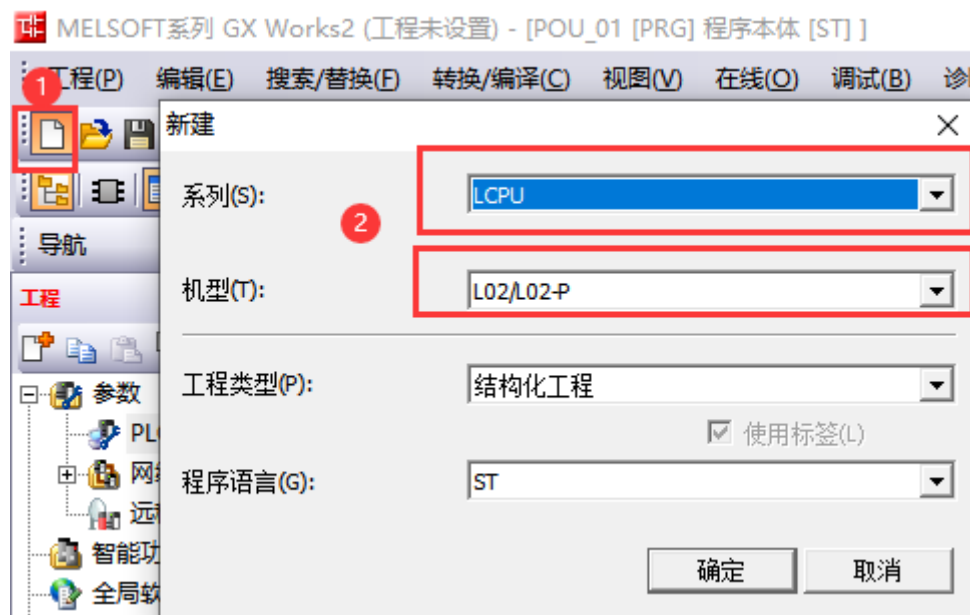 MELSOFT系列 GX Works2 (工程未设置) - [POU_01 [PRG] 程序本体 [ST] ]
1 工程(P) 编辑(E) 搜索/替换(F) 转换/编译(C) 视图(V) 在线(O) 调试(B)
新建
系列(S): LCPU
2
导航
机型(T): L02/L02-P
工程
工程类型(P): 结构化工程
参数
使用标签(L)
程序语言(G): ST
智能功
确定 取消
全局软